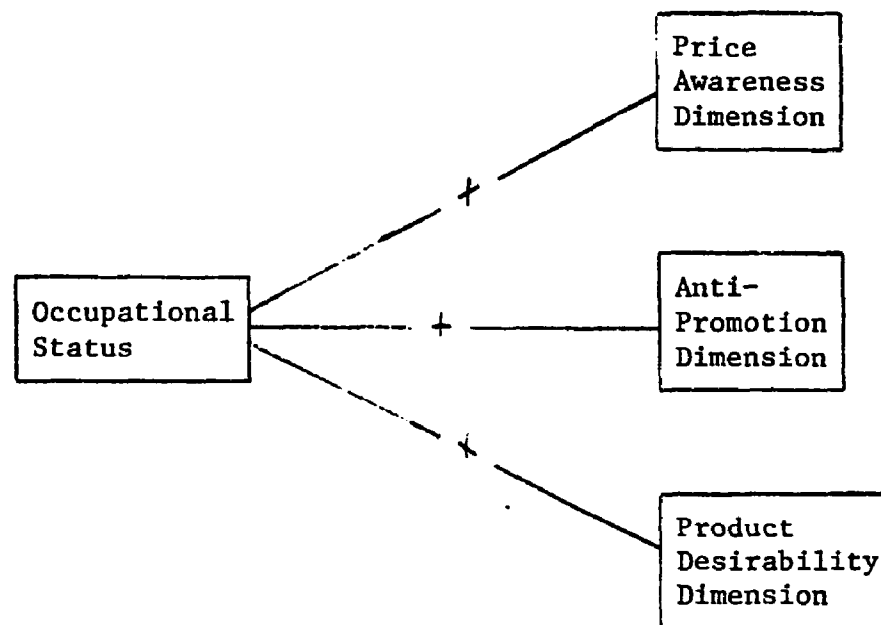 Price
Awareness
Dimension
+
Occupational
Status
+
Anti-
Promotion
Dimension
+
Product
Desirability
Dimension